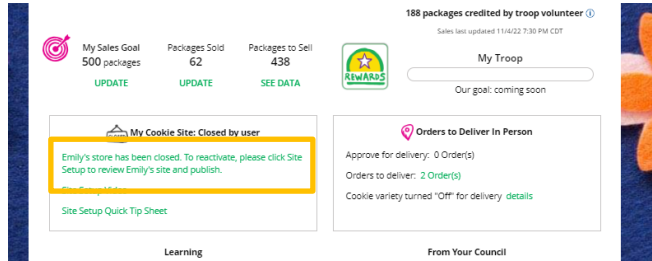 188 packages credited by troop volunteer
Sales last updated 11/4/22 7:30 PM CDT
My Sales Goal
500 packages
UPDATE
Packages Sold
62
UPDATE
Packages to Sell
438
SEE DATA
REWARDS
My Troop
Our goal: coming soon
My Cookie Site: Closed by user
Emily's store has been closed. To reactivate, please click Site
Setup to review Emily's site and publish.
Site Setup Quick Tip Sheet
Orders to Deliver In Person
Approve for delivery: 0 Order(s)
Orders to deliver: 2 Order(s)
Cookie variety turned "Off" for delivery details
Learning
From Your Council